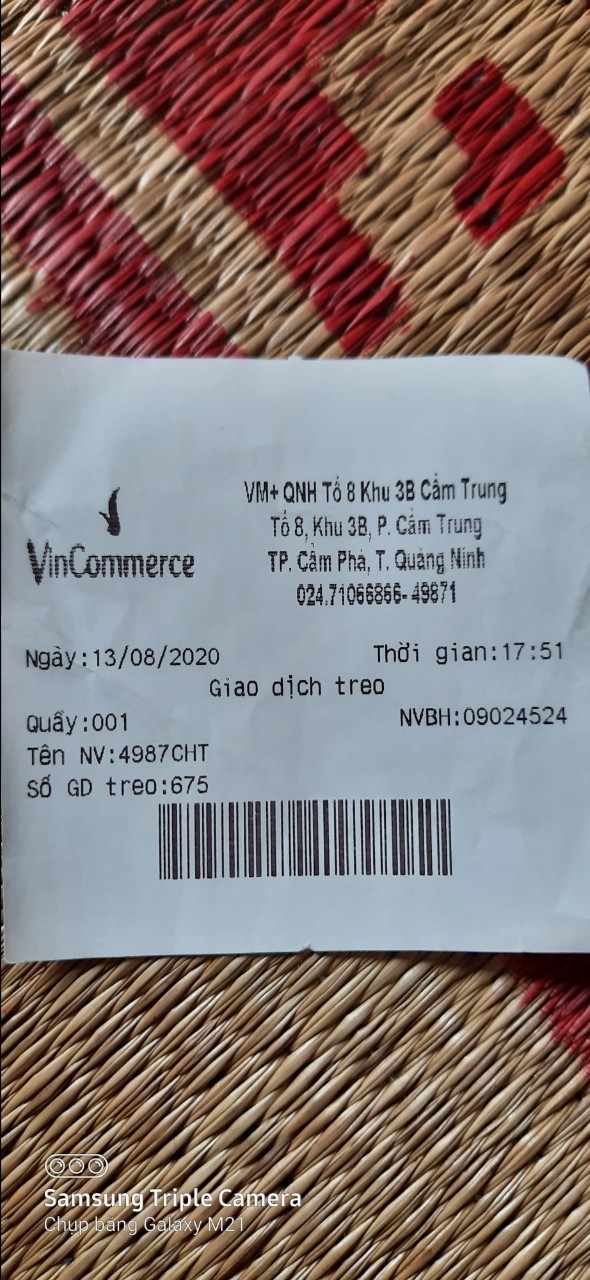 VM+ QNH Tổ 8 Khu 3B Cẩm Trung
Tổ 8, Khu 3B, P. Cẩm Trung
VinCommerce
TP. Cẩm Phả, T. Quảng Ninh
024.71066866-49871
Ngày:13/08/2020 Thời gian:17:51
Giao dịch treo
Quầy:001 NVBH:09024524
Tên NV:4987CHT
Số GD treo:675
Samsung Triple Camera
Chụp bằng Galaxy M21